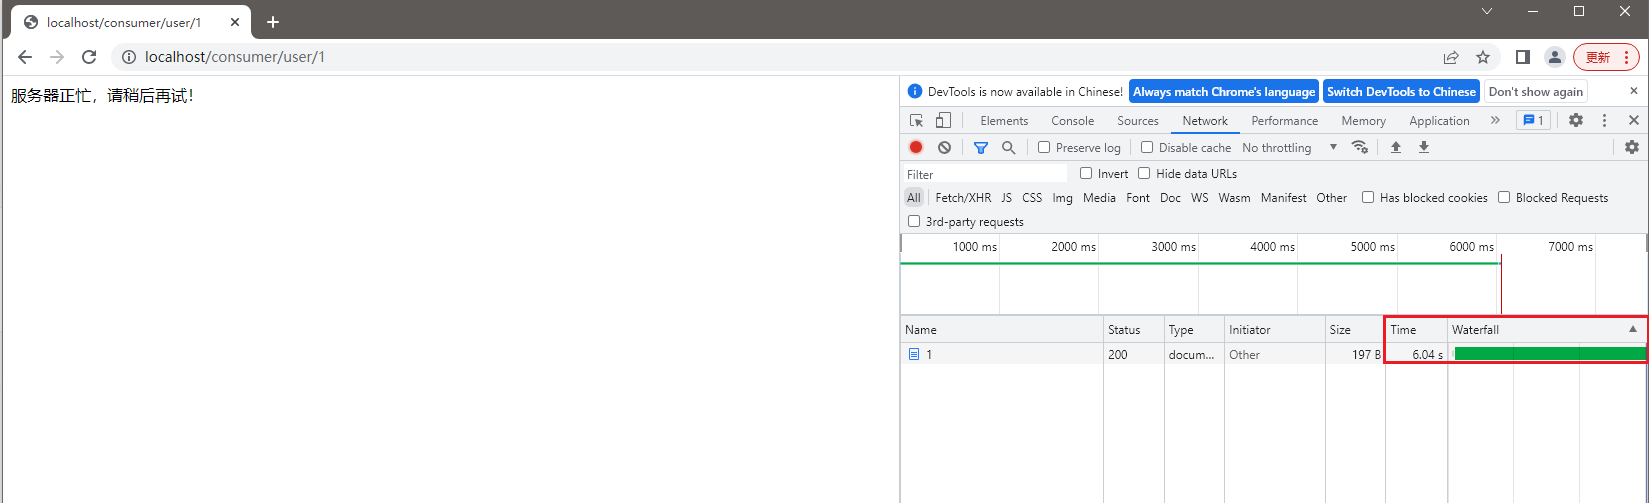 localhost/consumer/user/1
localhost/consumer/user/1
更新
服务器正忙，请稍后再试！
DevTools is now available in Chinese! Always match Chrome's language Switch DevTools to Chinese Don't show again
Elements Console Sources Network Performance Memory Application 1
Preserve log Disable cache No throttling
Filter Invert Hide data URLs
All Fetch/XHR JS CSS Img Media Font Doc WS Wasm Manifest Other Has blocked cookies Blocked Requests
3rd-party requests
1000 ms 2000 ms 3000 ms 4000 ms 5000 ms 6000 ms 7000 ms
Name Status Type Initiator Size Time Waterfall
1 200 docum... Other 197 B 6.04 s